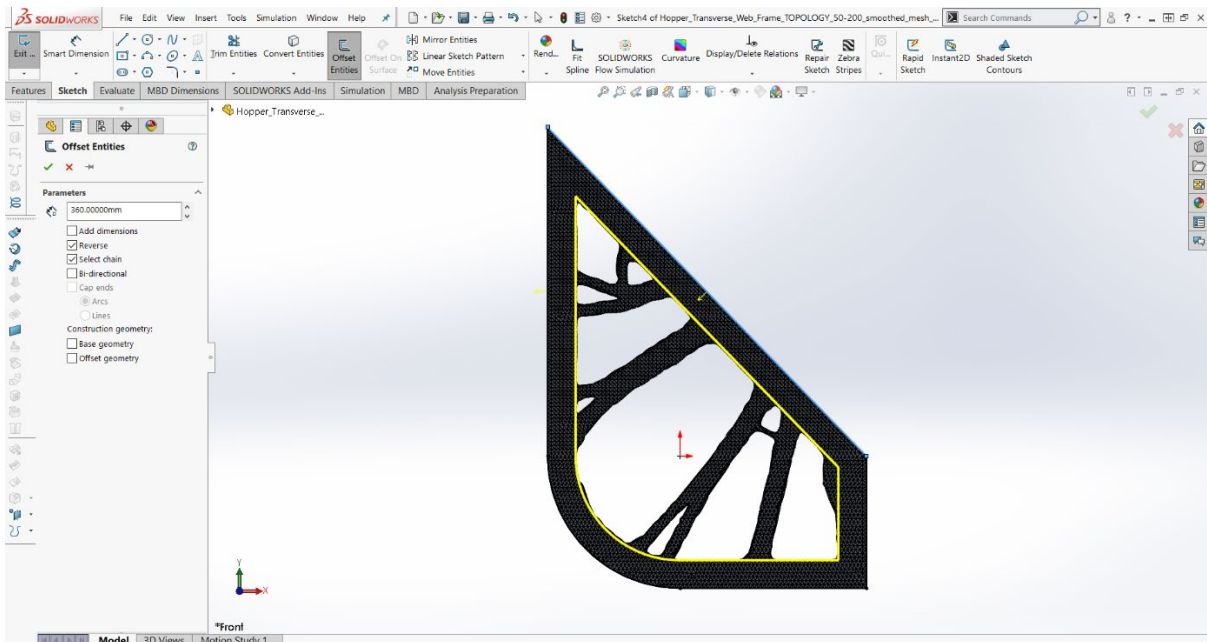 SOLIDWORKS File Edit View Insert Tools Simulation Window Help Sketch4 of Hopper_Transverse_Web_Frame_TOPOLOGY_50-200_smoothed_mesh_... Search Commands
Exit ... Smart Dimension Trim Entities Convert Entities Offset Entities Offset On Surface Mirror Entities Linear Sketch Pattern Move Entities Rend... Fit Spline SOLIDWORKS Flow Simulation Curvature Display/Delete Relations Repair Sketch Zebra Stripes Qui... Rapid Sketch Instant2D Shaded Sketch Contours
Features Sketch Evaluate MBD Dimensions SOLIDWORKS Add-Ins Simulation MBD Analysis Preparation
Hopper_Transverse_...
Offset Entities
Parameters
360.00000mm
Add dimensions
Reverse
Select chain
Bi-directional
Cap ends
Arcs
Lines
Construction geometry:
Base geometry
Offset geometry
Y
X
*Front
Model 3D Views Motion Study 1